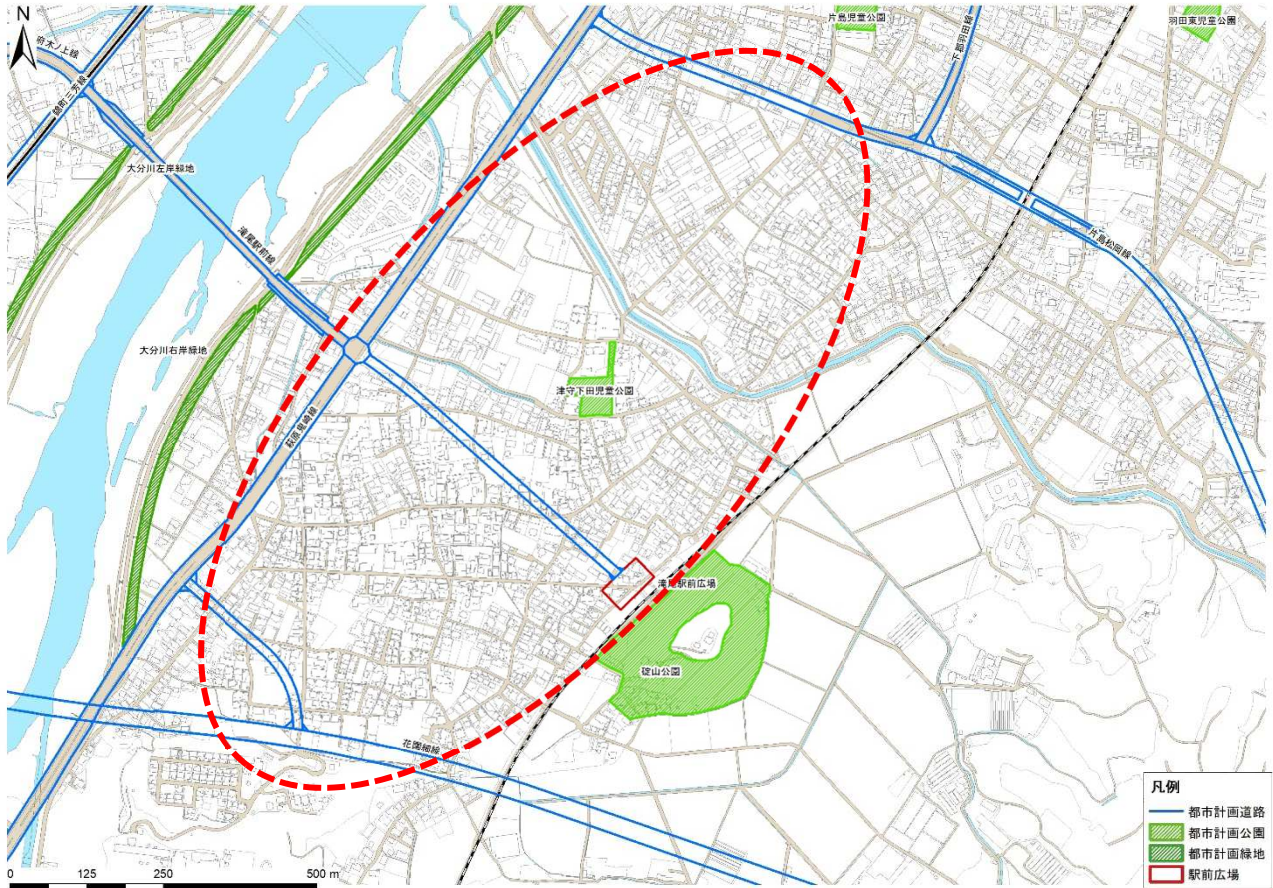 N
片島児童公園
羽田東児童公園
府木ノ上線
下郡羽田線
錦町三芳線
大分川左岸緑地
滝尾駅前線
片島松岡線
大分川右岸緑地
津守下田児童公園
萩原鬼崎線
滝尾駅前広場
碇山公園
花園細線
凡例
都市計画道路
都市計画公園
都市計画緑地
駅前広場
0 125 250 500 m